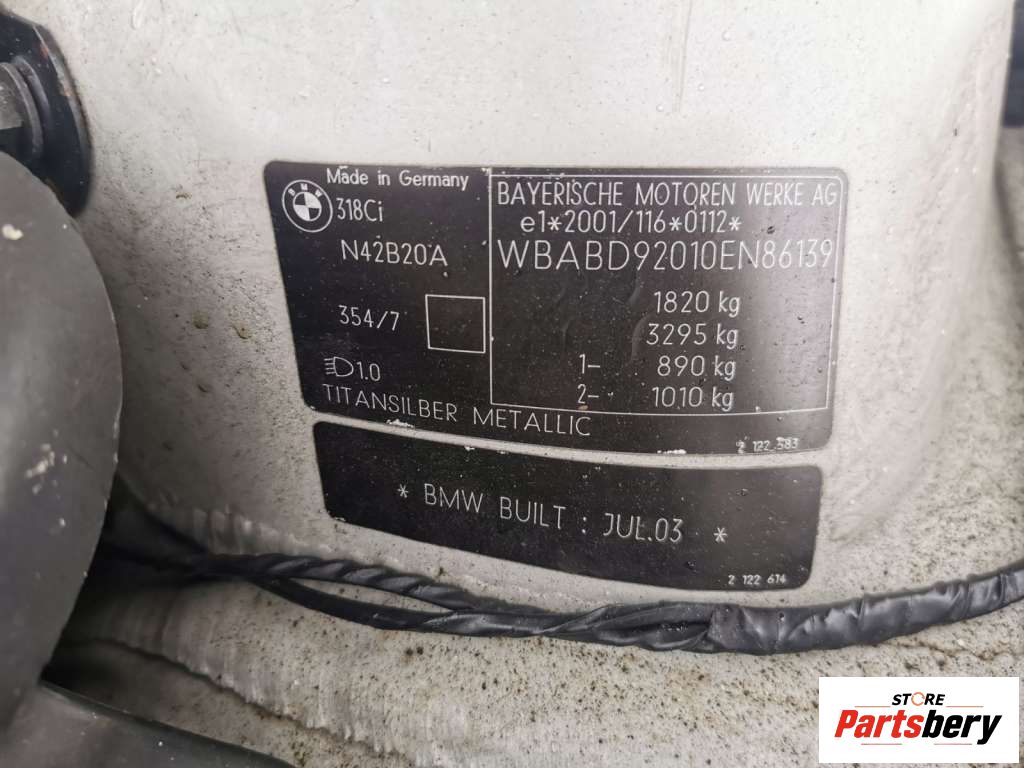 Made in Germany
BMW
318Ci
N42B20A
354/7
1.0
TITANSILBER METALLIC
BAYERISCHE MOTOREN WERKE AG
e1*2001/116*0112*
WBABD92010EN86139
1820 kg
3295 kg
1– 890 kg
2– 1010 kg
2 122 583
* BMW BUILT : JUL.03 *
2 122 614
STORE
Partsbery